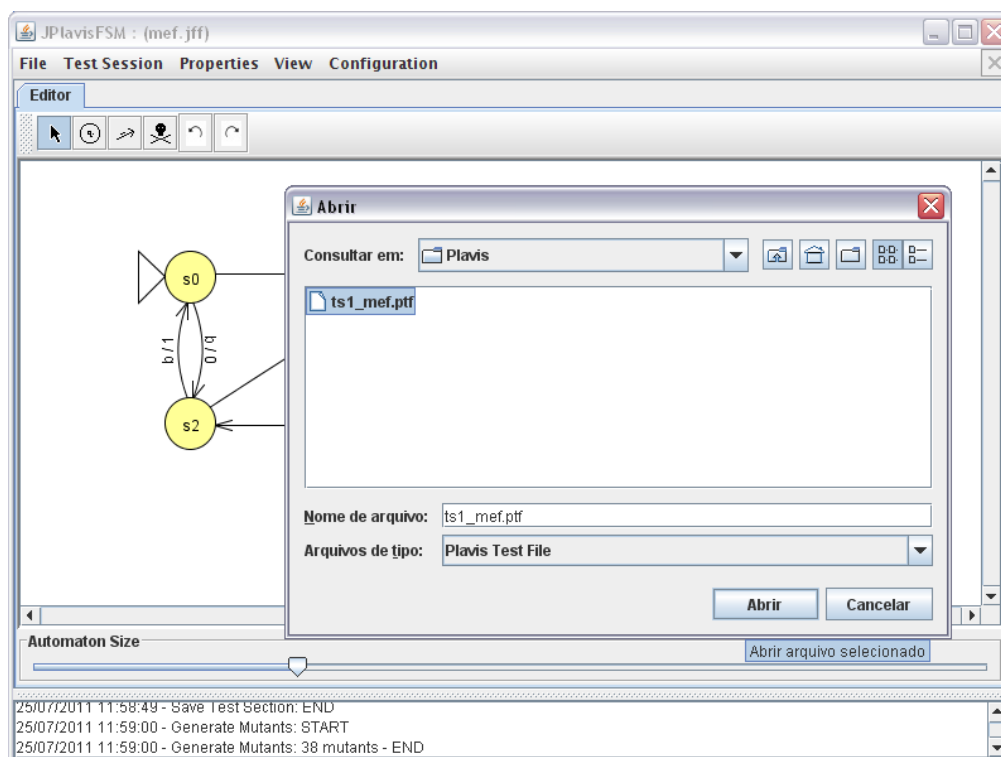 JPlavisFSM : (mef.jff)
File Test Session Properties View Configuration
Editor
Abrir
Consultar em: Plavis
ts1_mef.ptf
s0
b/1
b/0
s2
Nome de arquivo: ts1_mef.ptf
Arquivos de tipo: Plavis Test File
Abrir Cancelar
Abrir arquivo selecionado
Automaton Size
25/07/2011 11:58:49 - Save Test Section: END
25/07/2011 11:59:00 - Generate Mutants: START
25/07/2011 11:59:00 - Generate Mutants: 38 mutants - END